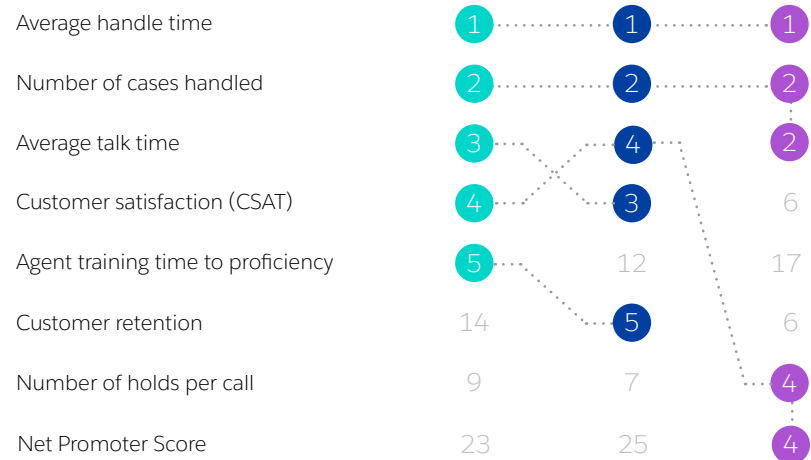 Average handle time 1 1 1
Number of cases handled 2 2 2
Average talk time 3 4 2
Customer satisfaction (CSAT) 4 3 6
Agent training time to proficiency 5 12 17
Customer retention 14 5 6
Number of holds per call 9 7 4
Net Promoter Score 23 25 4